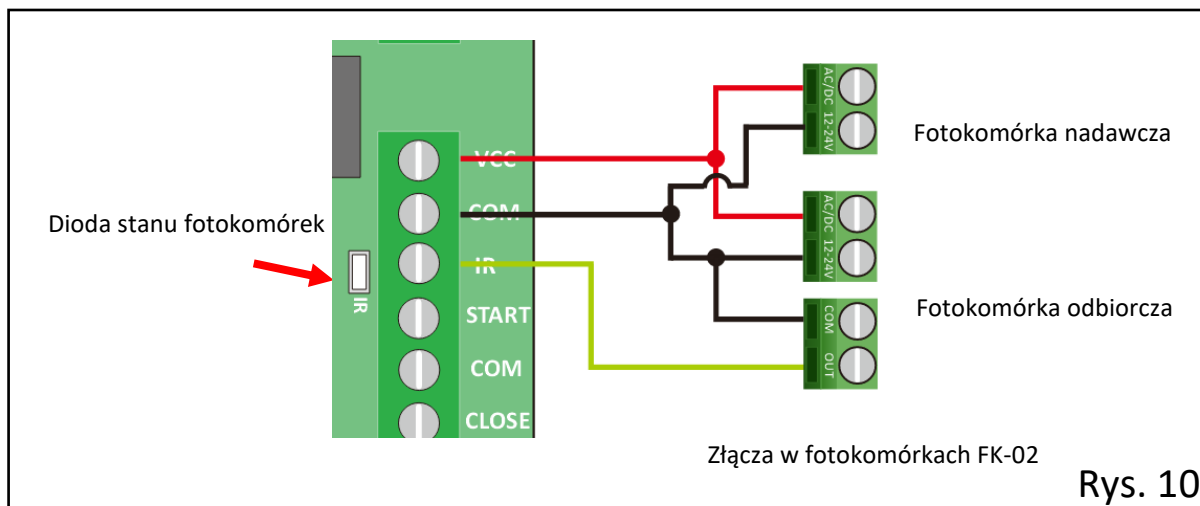 VCC
COM
IR
START
COM
CLOSE
IR
Dioda stanu fotokomórek
AC/DC 12-24V
Fotokomórka nadawcza
AC/DC 12-24V
COM OUT
Fotokomórka odbiorcza
Złącza w fotokomórkach FK-02
Rys. 10